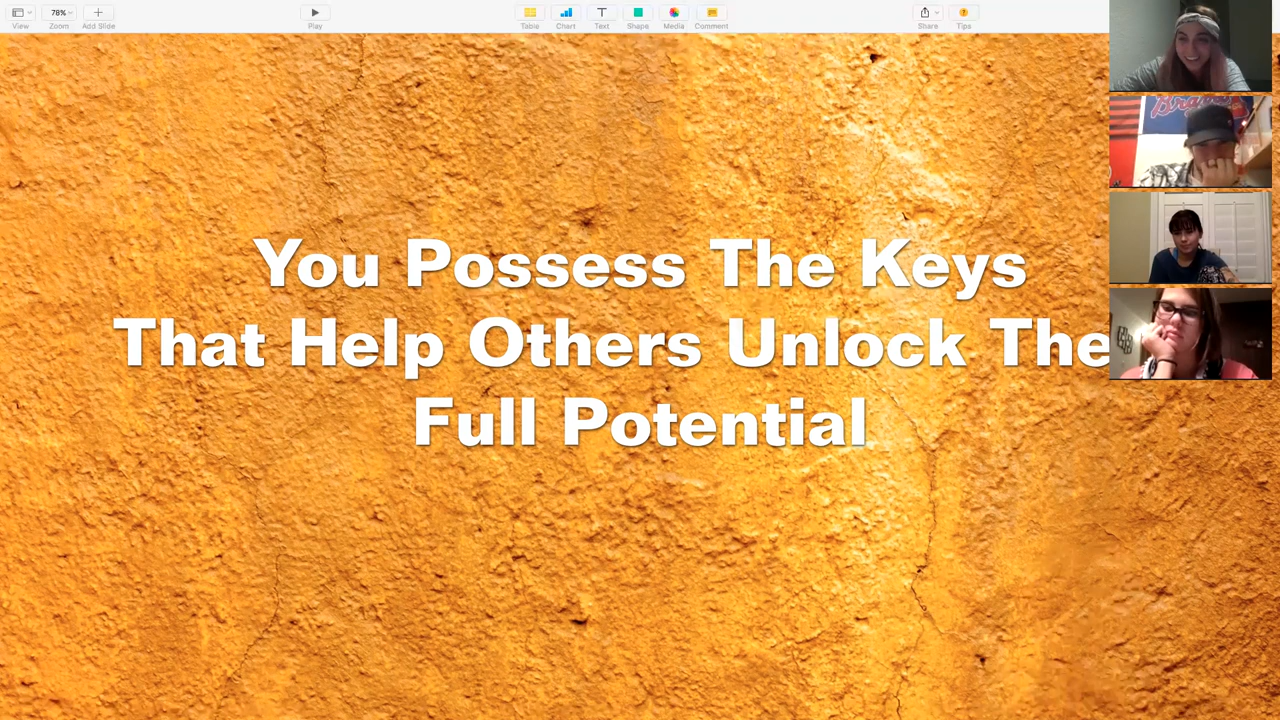 View
78%
Zoom
Add Slide
Play
Table
Chart
Text
Shape
Media
Comment
Share
Tips
Braves
You Possess The Keys
That Help Others Unlock The
Full Potential